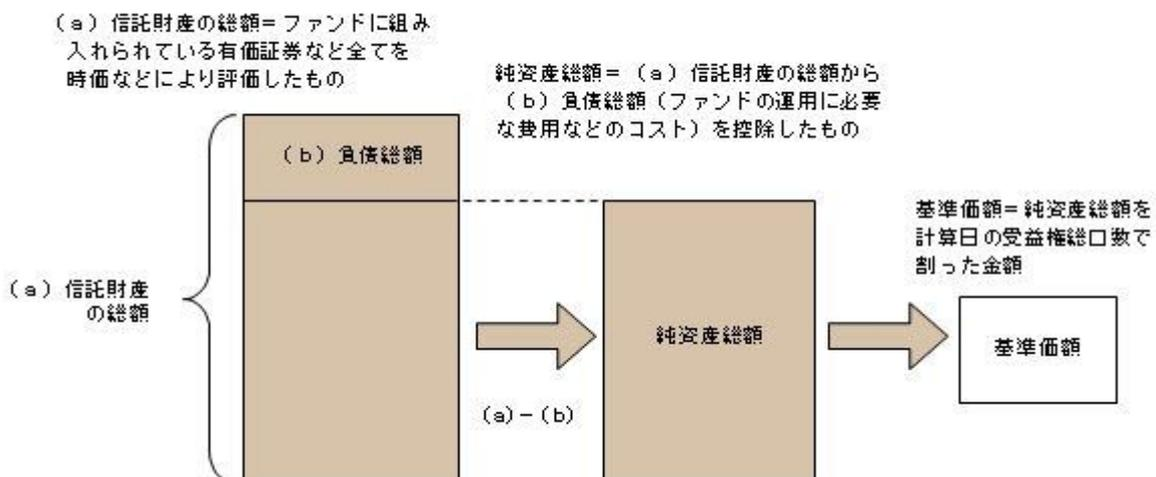 （a）信託財産の総額＝ファンドに組み
入れられている有価証券など全てを
時価などにより評価したもの
純資産総額＝（a）信託財産の総額から
（b）負債総額（ファンドの運用に必要
な費用などのコスト）を控除したもの
（b）負債総額
基準価額＝純資産総額を
計算日の受益権総口数で
割った金額
（a）信託財産
の総額
純資産総額
基準価額
（a）－（b）